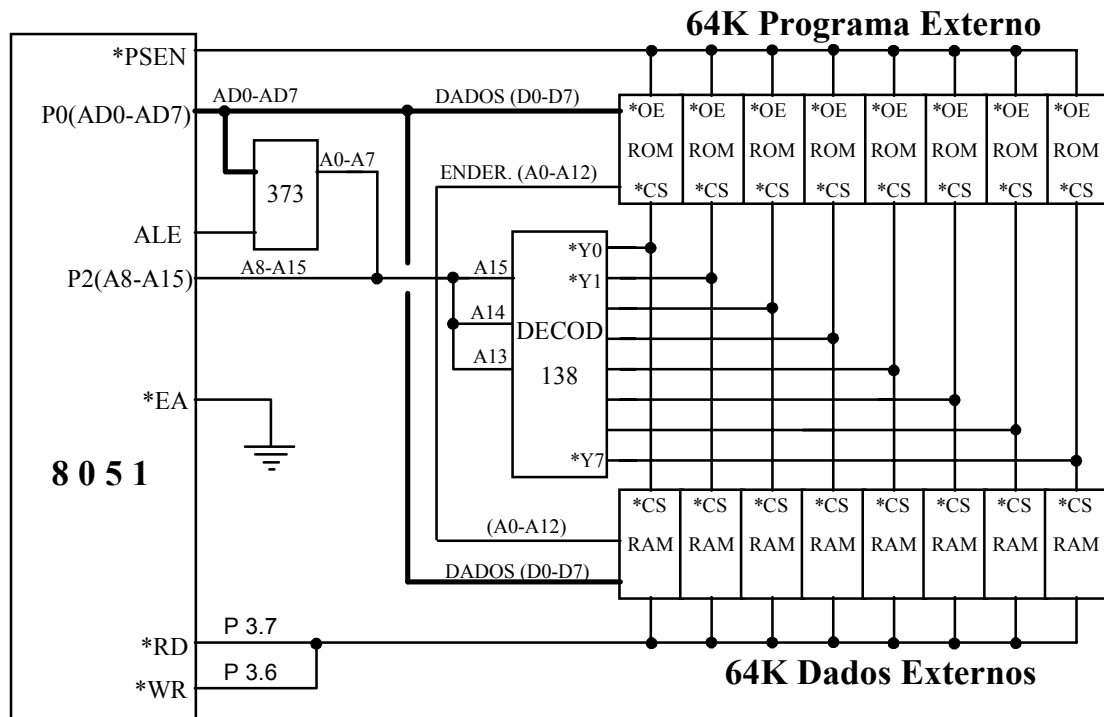 64K Programa Externo
*PSEN
P0(AD0-AD7)
AD0-AD7
DADOS (D0-D7)
*OE *OE *OE *OE *OE *OE *OE *OE
ROM ROM ROM ROM ROM ROM ROM ROM
*CS *CS *CS *CS *CS *CS *CS *CS
A0-A7
ENDER. (A0-A12)
373
ALE
P2(A8-A15)
A8-A15
A15
A14
A13
DECOD
138
*Y0
*Y1
*Y7
*EA
8 0 5 1
*CS *CS *CS *CS *CS *CS *CS *CS
RAM RAM RAM RAM RAM RAM RAM RAM
(A0-A12)
DADOS (D0-D7)
*RD
P 3.7
*WR
P 3.6
64K Dados Externos